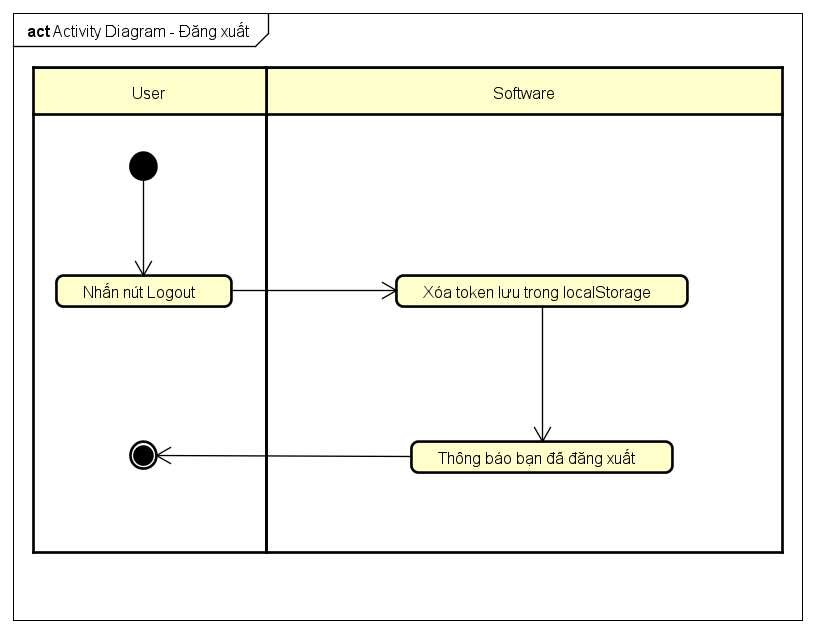 act Activity Diagram - Đăng xuất
User
Software
Nhấn nút Logout
Xóa token lưu trong localStorage
Thông báo bạn đã đăng xuất